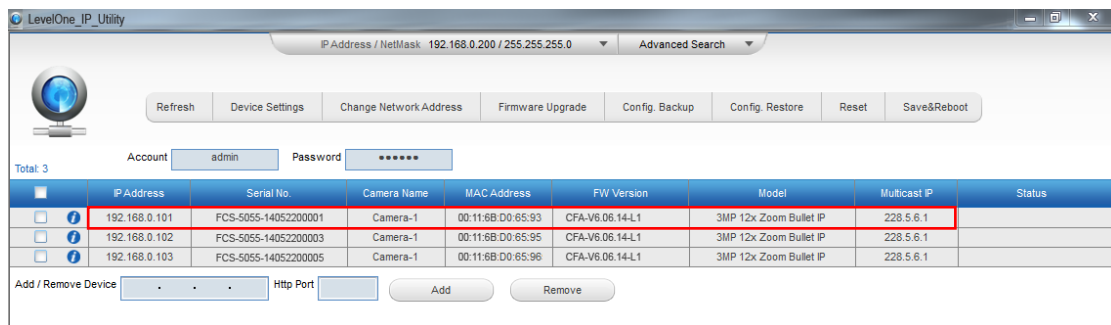 LevelOne_IP_Utility
IP Address / NetMask 192.168.0.200 / 255.255.255.0 Advanced Search
Refresh Device Settings Change Network Address Firmware Upgrade Config. Backup Config. Restore Reset Save&Reboot
Account admin Password ••••••
Total: 3
IP Address Serial No. Camera Name MAC Address FW Version Model Multicast IP Status
192.168.0.101 FCS-5055-14052200001 Camera-1 00:11:6B:D0:65:93 CFA-V6.06.14-L1 3MP 12x Zoom Bullet IP 228.5.6.1
192.168.0.102 FCS-5055-14052200003 Camera-1 00:11:6B:D0:65:95 CFA-V6.06.14-L1 3MP 12x Zoom Bullet IP 228.5.6.1
192.168.0.103 FCS-5055-14052200005 Camera-1 00:11:6B:D0:65:96 CFA-V6.06.14-L1 3MP 12x Zoom Bullet IP 228.5.6.1
Add / Remove Device . . . Http Port Add Remove